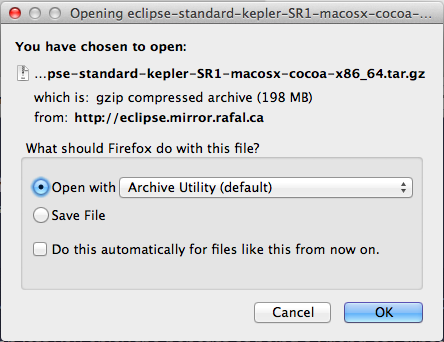 Opening eclipse-standard-kepler-SR1-macosx-cocoa-...
You have chosen to open:
...pse-standard-kepler-SR1-macosx-cocoa-x86_64.tar.gz
which is: gzip compressed archive (198 MB)
from: http://eclipse.mirror.rafal.ca
What should Firefox do with this file?
Open with Archive Utility (default)
Save File
Do this automatically for files like this from now on.
Cancel OK